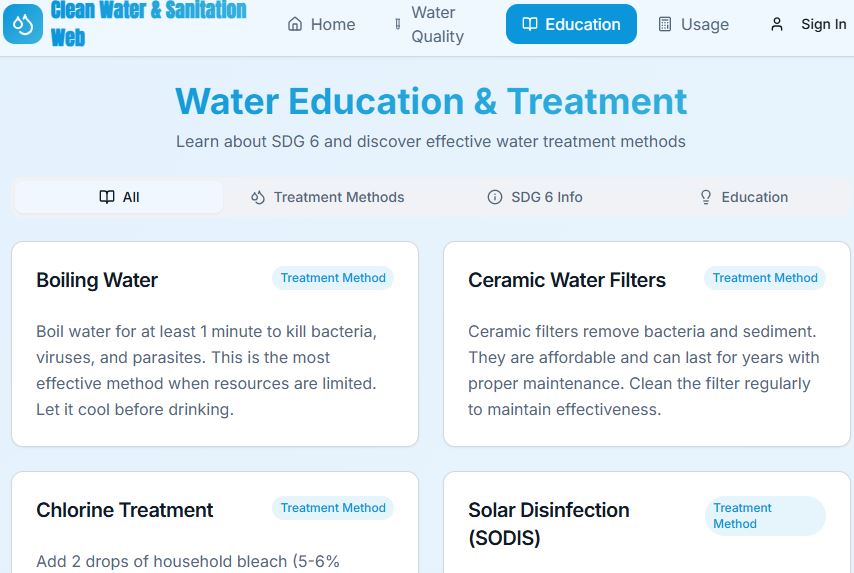 Clean Water & Sanitation
Web
Home
Water
Quality
Education
Usage
Sign In
Water Education & Treatment
Learn about SDG 6 and discover effective water treatment methods
All
Treatment Methods
SDG 6 Info
Education
Boiling Water
Treatment Method
Boil water for at least 1 minute to kill bacteria,
viruses, and parasites. This is the most
effective method when resources are limited.
Let it cool before drinking.
Ceramic Water Filters
Treatment Method
Ceramic filters remove bacteria and sediment.
They are affordable and can last for years with
proper maintenance. Clean the filter regularly
to maintain effectiveness.
Chlorine Treatment
Treatment Method
Add 2 drops of household bleach (5-6%
Solar Disinfection
(SODIS)
Treatment
Method